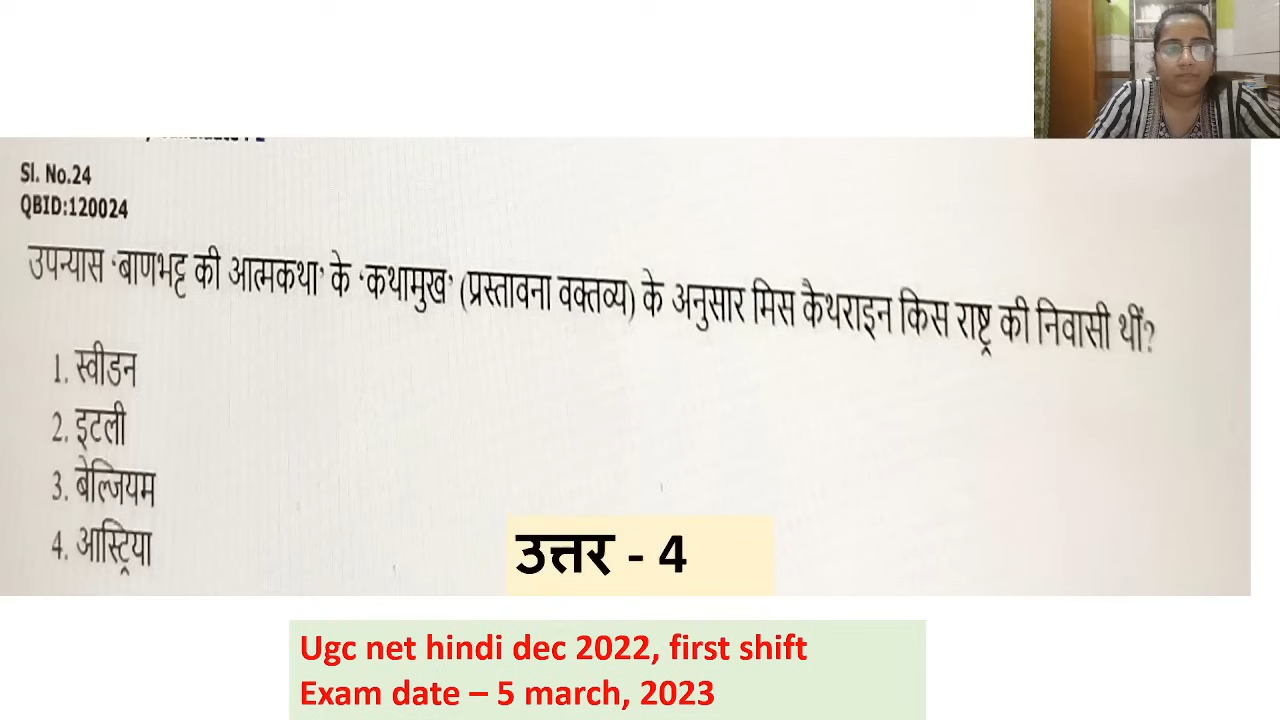 Sl. No.24
QBID:120024
उपन्यास 'बाणभट्ट की आत्मकथा' के 'कथामुख' (प्रस्तावना वक्तव्य) के अनुसार मिस कैथराइन किस राष्ट्र की निवासी थीं?
1. स्वीडन
2. इटली
3. बेल्जियम
4. आस्ट्रिया
उत्तर - 4
Ugc net hindi dec 2022, first shift
Exam date – 5 march, 2023